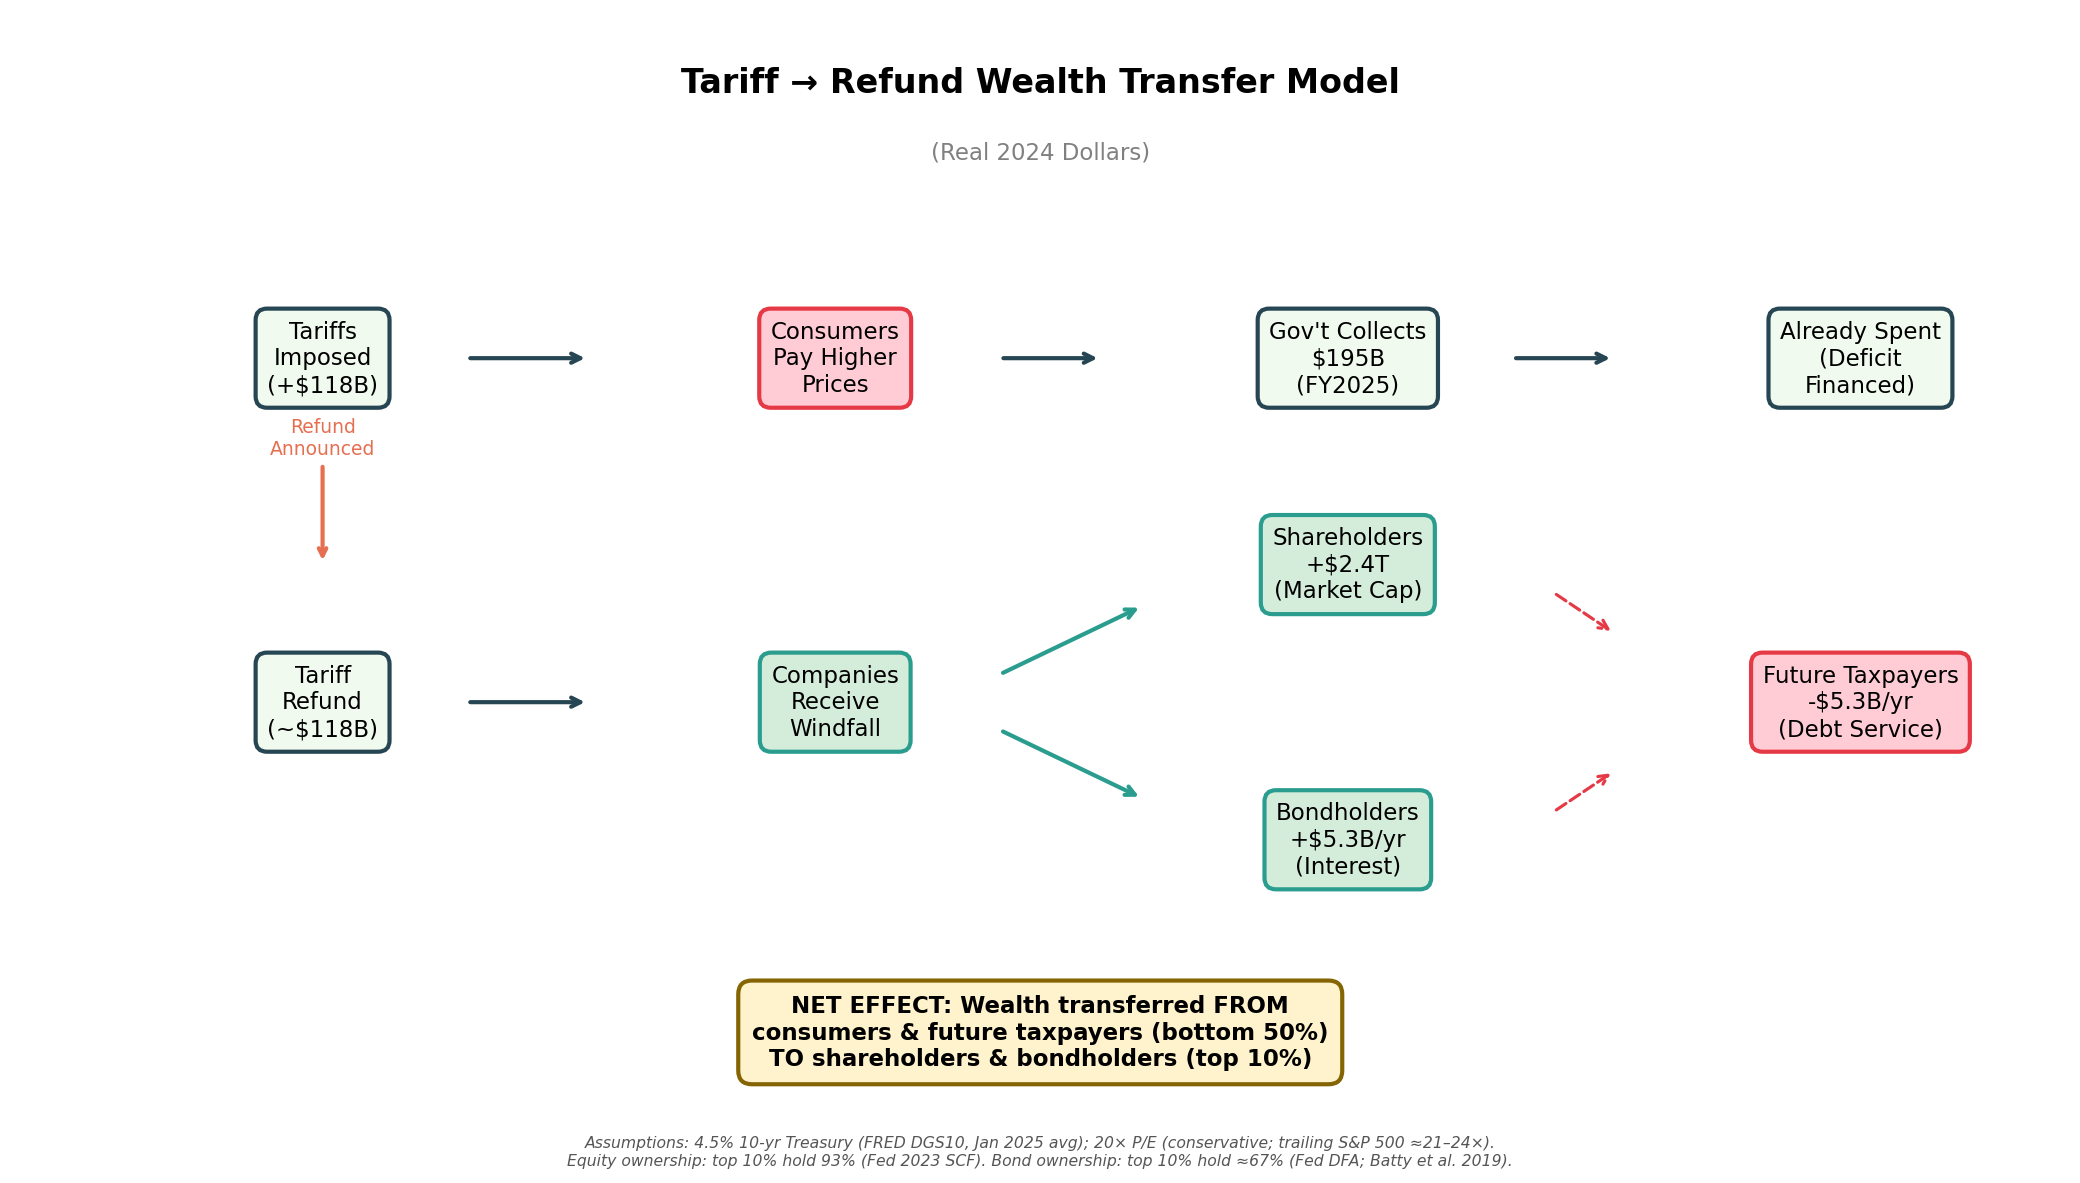 Tariff → Refund Wealth Transfer Model
(Real 2024 Dollars)
Tariffs
Imposed
(+$118B)
Consumers
Pay Higher
Prices
Gov't Collects
$195B
(FY2025)
Already Spent
(Deficit
Financed)
Refund
Announced
Tariff
Refund
(~$118B)
Companies
Receive
Windfall
Shareholders
+$2.4T
(Market Cap)
Bondholders
+$5.3B/yr
(Interest)
Future Taxpayers
-$5.3B/yr
(Debt Service)
NET EFFECT: Wealth transferred FROM
consumers & future taxpayers (bottom 50%)
TO shareholders & bondholders (top 10%)
Assumptions: 4.5% 10-yr Treasury (FRED DGS10, Jan 2025 avg); 20× P/E (conservative; trailing S&P 500 ≈21–24×).
Equity ownership: top 10% hold 93% (Fed 2023 SCF). Bond ownership: top 10% hold ≈67% (Fed DFA; Batty et al. 2019).